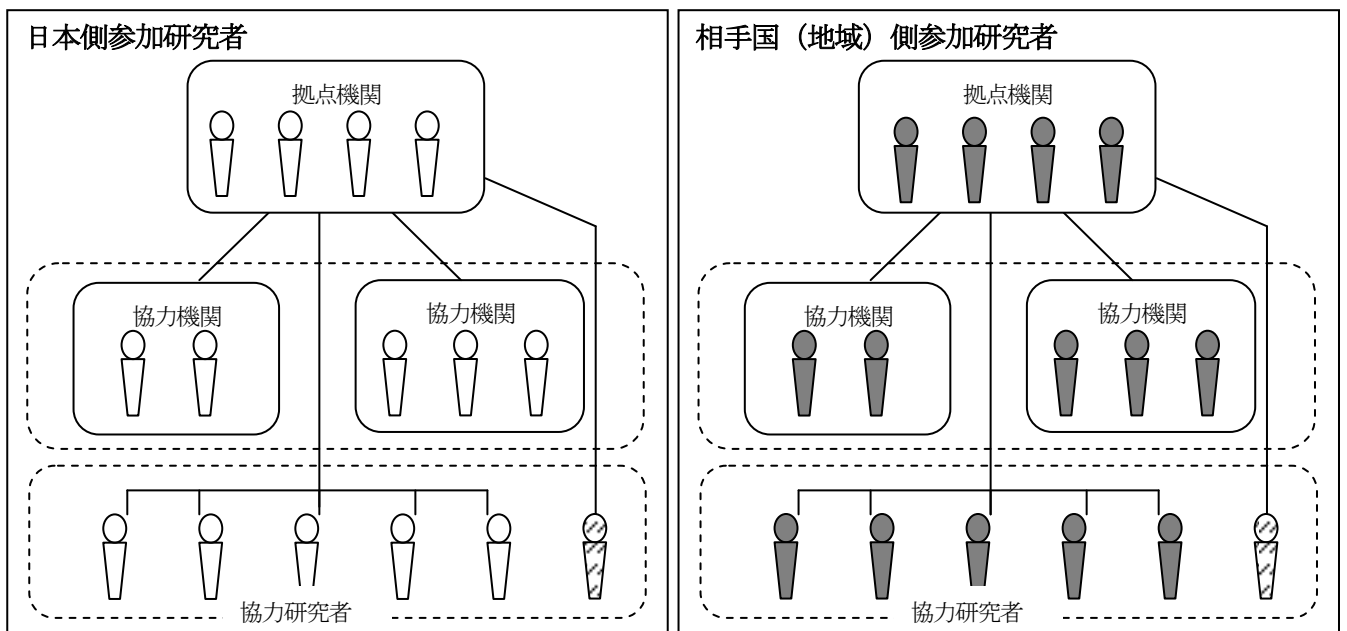 日本側参加研究者
拠点機関
協力機関
協力機関
協力研究者
相手国（地域）側参加研究者
拠点機関
協力機関
協力機関
協力研究者